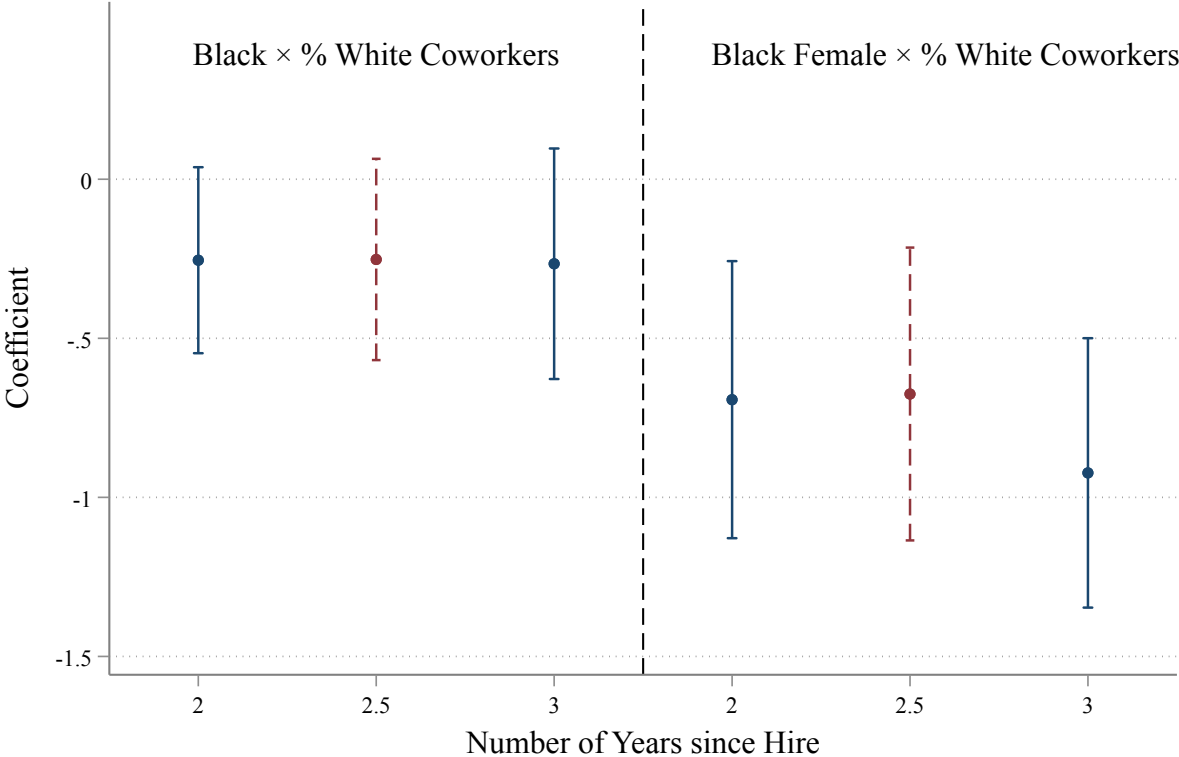 Black × % White Coworkers
Black Female × % White Coworkers
Coefficient
0
-.5
-1
-1.5
2
2.5
3
2
2.5
3
Number of Years since Hire